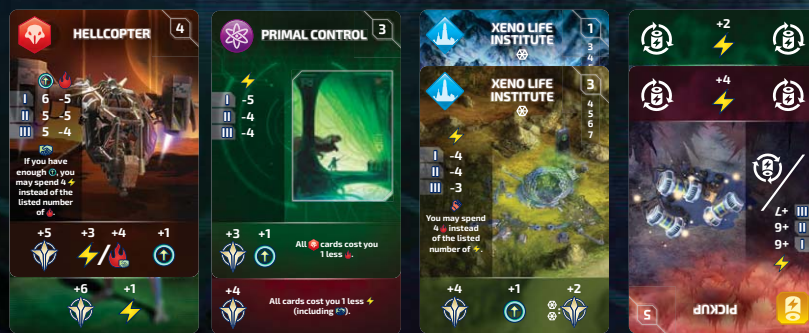 HELLCOPTER
4
I 6 -5
II 5 -5
III 5 -4
If you have
enough , you
may spend 4
instead of the
listed number
of .
+5 +3 / +4 +1
+6 +1
PRIMAL CONTROL
3
I -5
II -4
III -4
+3 +1
All cards cost you
1 less .
+4
All cards cost you 1 less
(including ).
XENO LIFE
INSTITUTE
1
3
4
XENO LIFE
INSTITUTE
3
4
5
6
7
I -4
II -4
III -3
You may spend
4 instead
of the listed
number of .
+4 +1 : +2
+2
+4
III +7
II +9
I +9
PICKUP
5